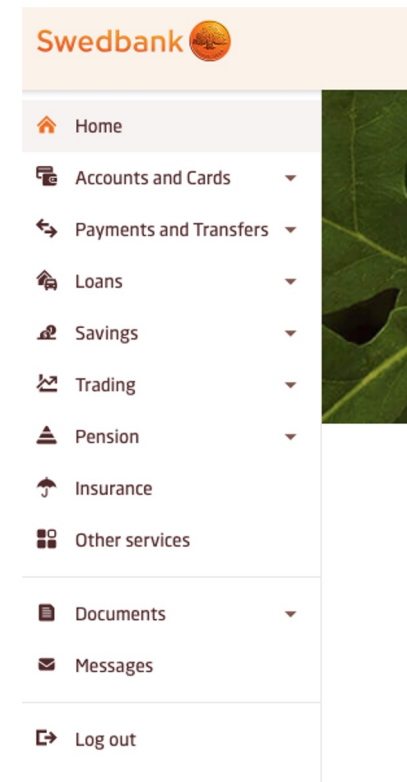 Swedbank
Home
Accounts and Cards
Payments and Transfers
Loans
Savings
Trading
Pension
Insurance
Other services
Documents
Messages
Log out